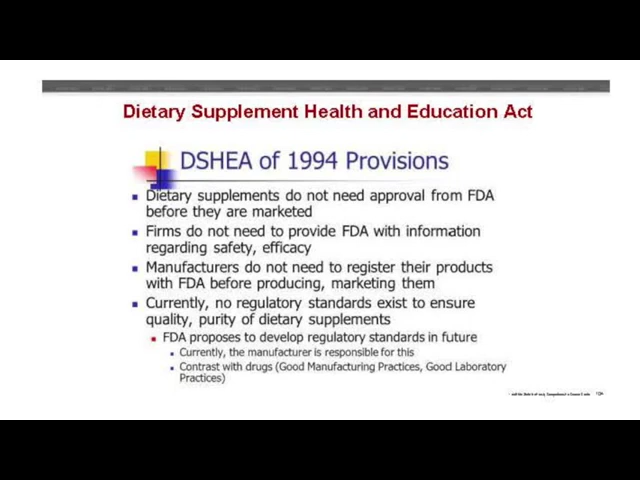 Dietary Supplement Health and Education Act
DSHEA of 1994 Provisions
Dietary supplements do not need approval from FDA
before they are marketed
Firms do not need to provide FDA with information
regarding safety, efficacy
Manufacturers do not need to register their products
with FDA before producing, marketing them
Currently, no regulatory standards exist to ensure
quality, purity of dietary supplements
FDA proposes to develop regulatory standards in future
Currently, the manufacturer is responsible for this
Contrast with drugs (Good Manufacturing Practices, Good Laboratory
Practices)